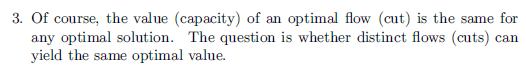 3. Of course, the value (capacity) of an optimal flow (cut) is the same for
any optimal solution. The question is whether distinct flows (cuts) can
yield the same optimal value.